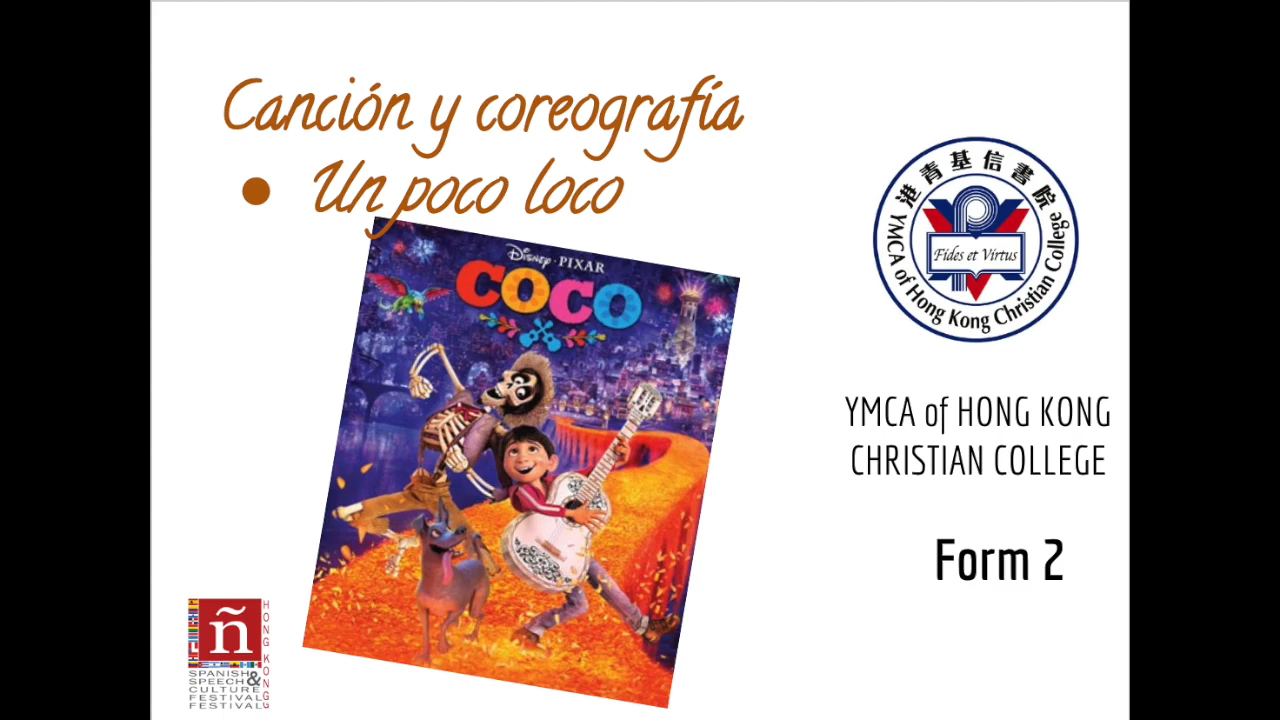 Canción y coreografía
● Un poco loco
Disney · PIXAR
COCO
港青基信書院
Fides et Virtus
YMCA of Hong Kong Christian College
YMCA of HONG KONG
CHRISTIAN COLLEGE
Form 2
ñ
HONG KONG
SPANISH
SPEECH &
CULTURE
FESTIVAL
FESTIVAL